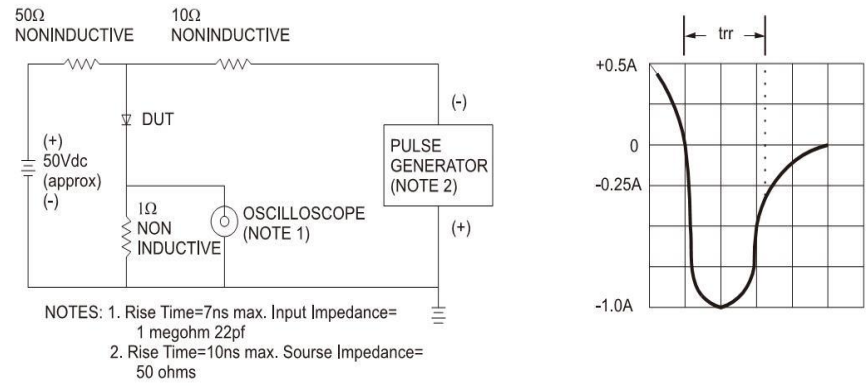 50Ω
NONINDUCTIVE
10Ω
NONINDUCTIVE
DUT
(+)
50Vdc
(approx)
(-)
1Ω
NON
INDUCTIVE
OSCILLOSCOPE
(NOTE 1)
(-)
PULSE
GENERATOR
(NOTE 2)
(+)
NOTES: 1. Rise Time=7ns max. Input Impedance=
1 megohm 22pf
2. Rise Time=10ns max. Sourse Impedance=
50 ohms
trr
+0.5A
0
-0.25A
-1.0A